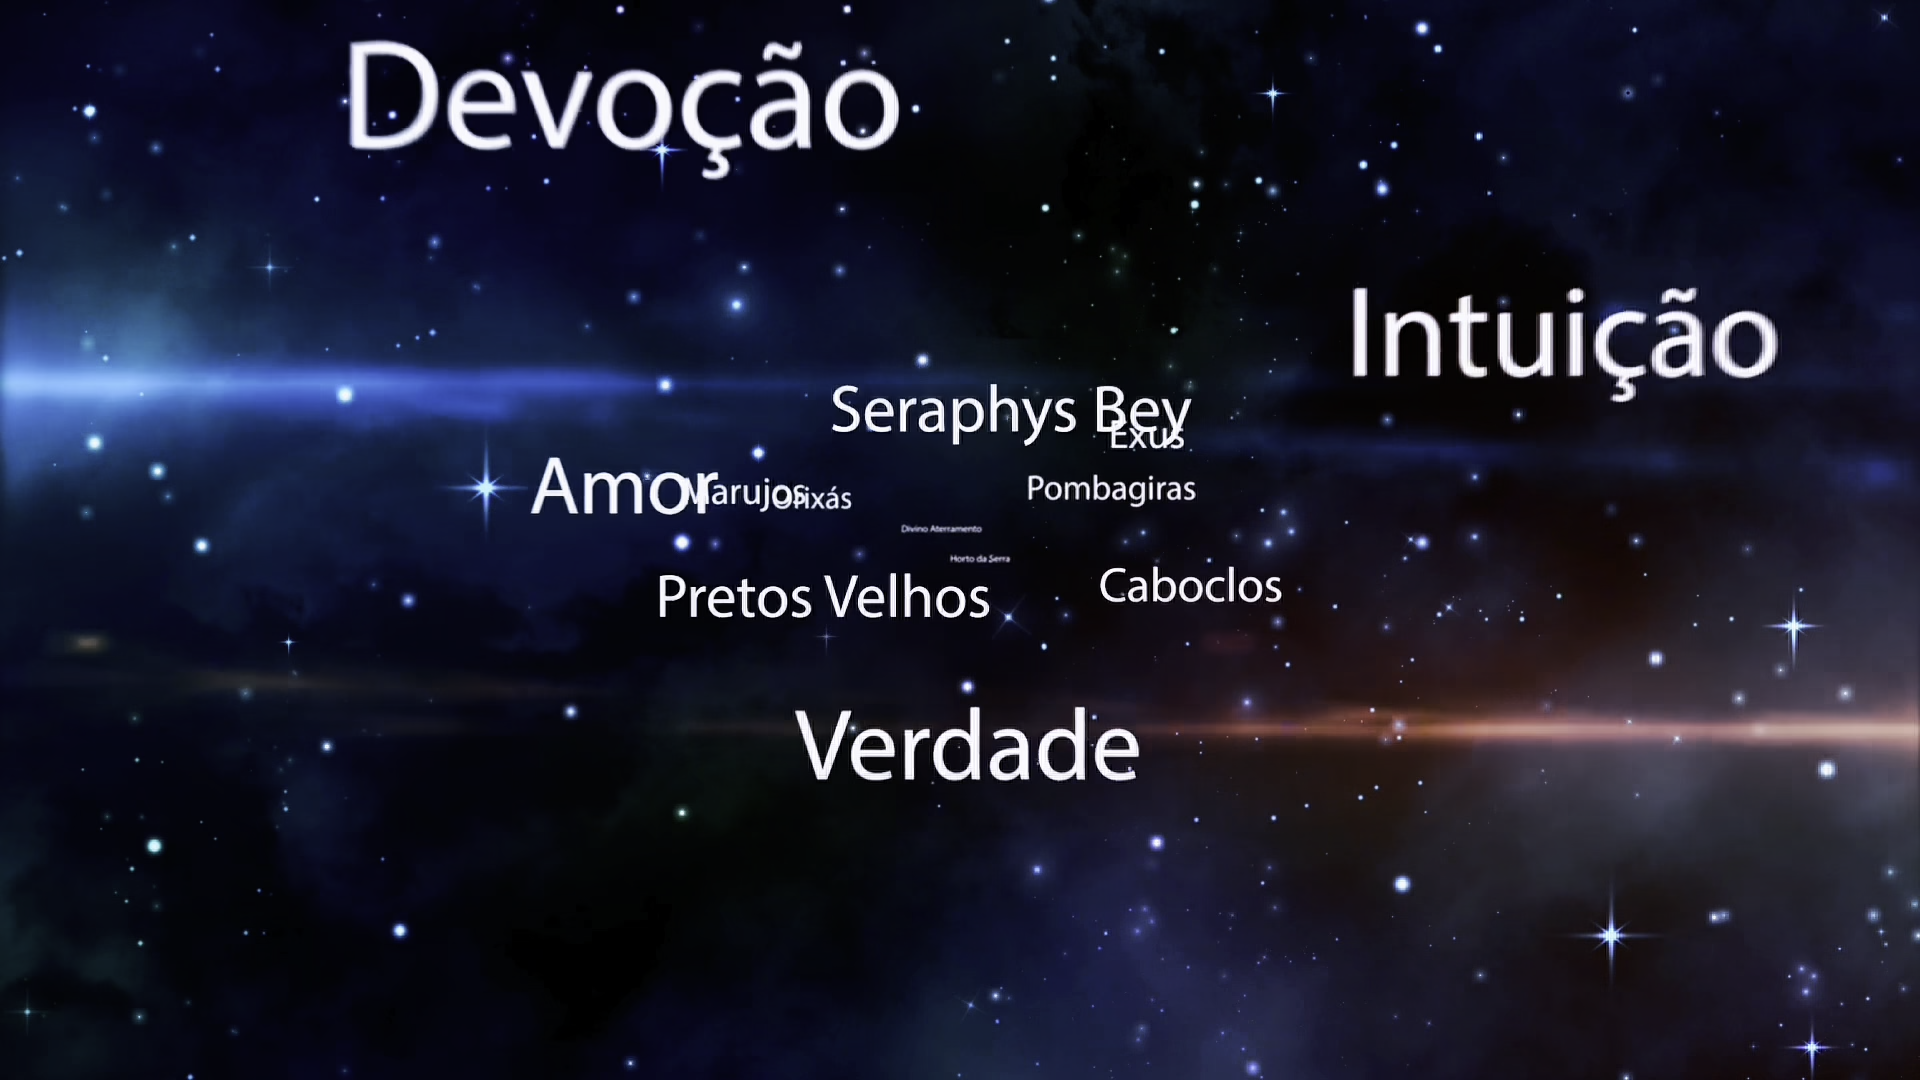 Devoção
Intuição
Seraphys Bey
Exus
Amor
Marujos
Orixás
Pombagiras
Divino Aterramento
Horto da Serra
Pretos Velhos
Caboclos
Verdade